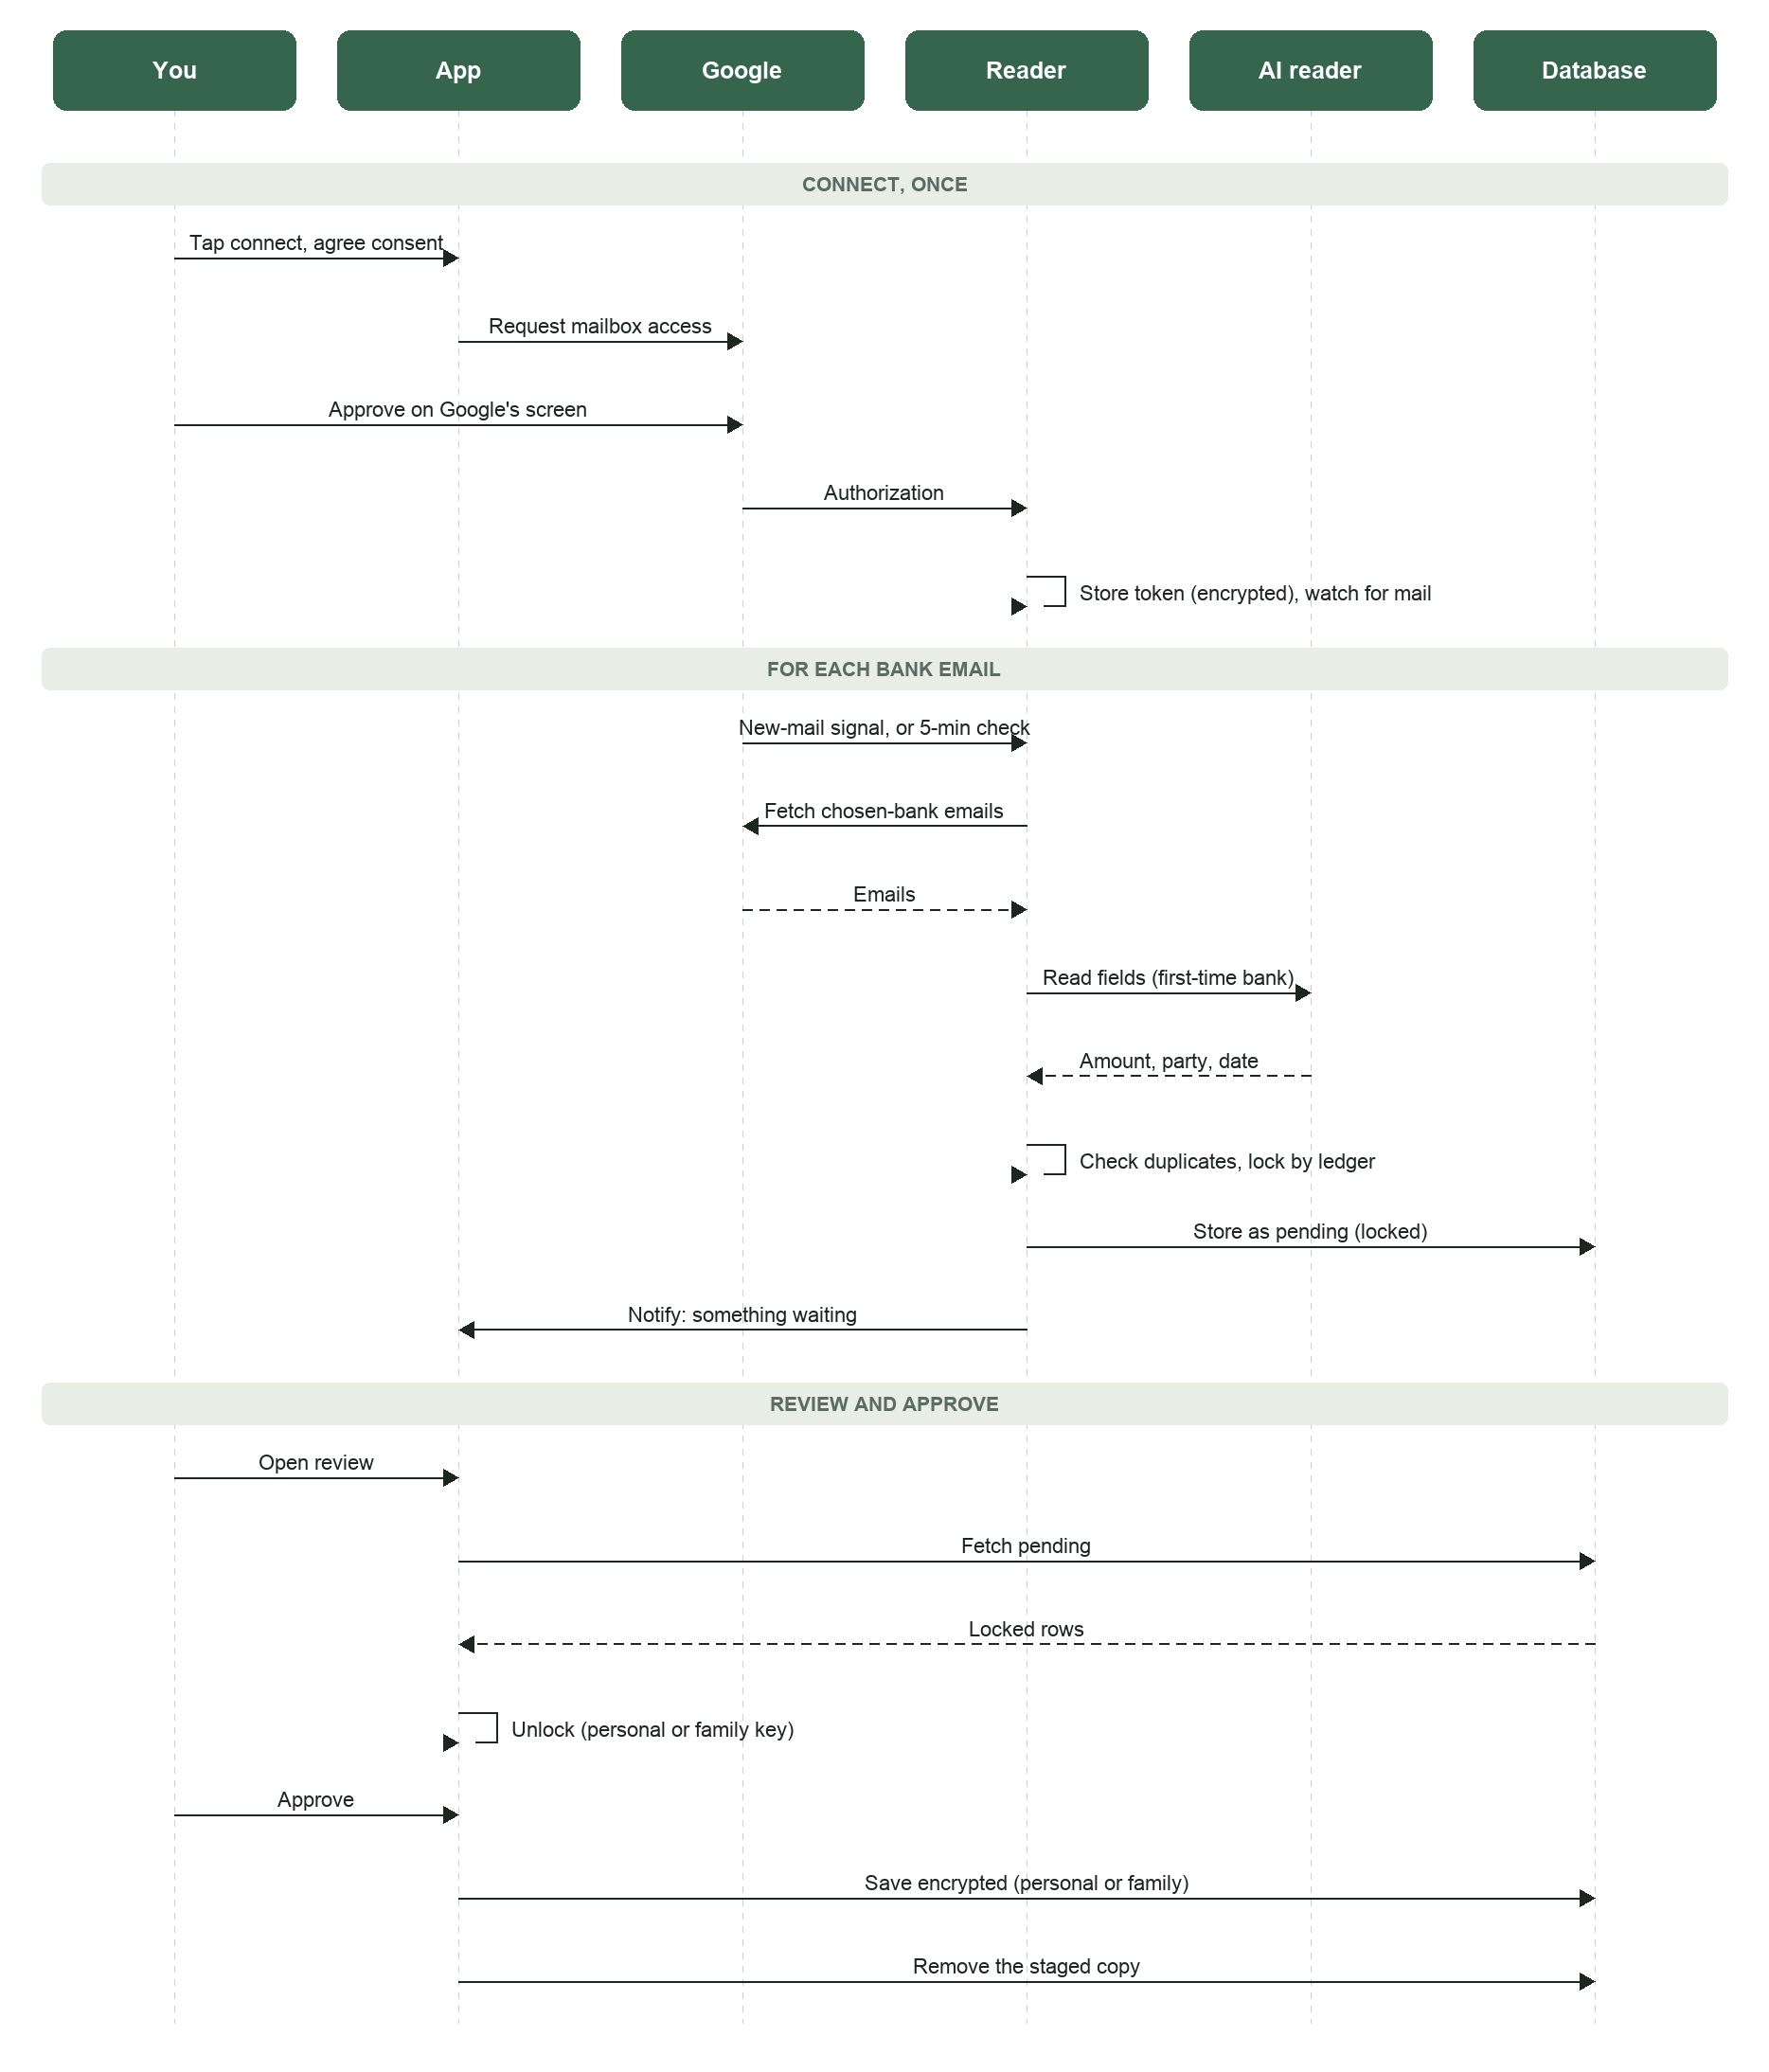 You
App
Google
Reader
AI reader
Database
CONNECT, ONCE
Tap connect, agree consent
Request mailbox access
Approve on Google's screen
Authorization
Store token (encrypted), watch for mail
FOR EACH BANK EMAIL
New-mail signal, or 5-min check
Fetch chosen-bank emails
Emails
Read fields (first-time bank)
Amount, party, date
Check duplicates, lock by ledger
Store as pending (locked)
Notify: something waiting
REVIEW AND APPROVE
Open review
Fetch pending
Locked rows
Unlock (personal or family key)
Approve
Save encrypted (personal or family)
Remove the staged copy